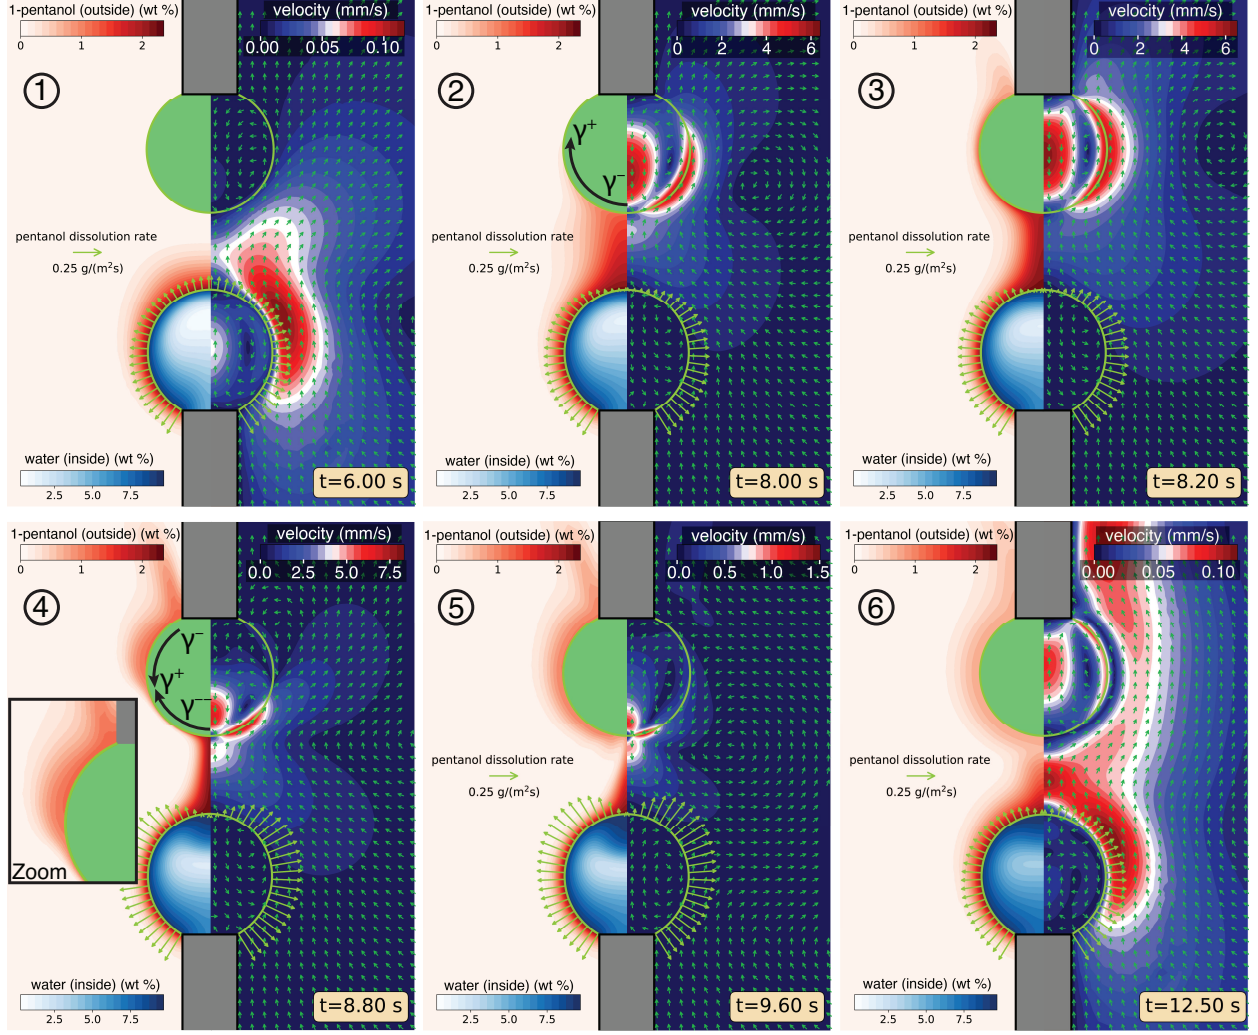 1-pentanol (outside) (wt %)
0 1 2
velocity (mm/s)
0.00 0.05 0.10
1
pentanol dissolution rate
0.25 g/(m²s)
water (inside) (wt %)
2.5 5.0 7.5
t=6.00 s
1-pentanol (outside) (wt %)
0 1 2
velocity (mm/s)
0 2 4 6
2
γ⁺
γ⁻
pentanol dissolution rate
0.25 g/(m²s)
water (inside) (wt %)
2.5 5.0 7.5
t=8.00 s
1-pentanol (outside) (wt %)
0 1 2
velocity (mm/s)
0 2 4 6
3
pentanol dissolution rate
0.25 g/(m²s)
water (inside) (wt %)
2.5 5.0 7.5
t=8.20 s
1-pentanol (outside) (wt %)
0 1 2
velocity (mm/s)
0.0 2.5 5.0 7.5
4
γ⁻
γ⁺
γ⁻⁻
Zoom
pentanol dissolution rate
0.25 g/(m²s)
water (inside) (wt %)
2.5 5.0 7.5
t=8.80 s
1-pentanol (outside) (wt %)
0 1 2
velocity (mm/s)
0.0 0.5 1.0 1.5
5
pentanol dissolution rate
0.25 g/(m²s)
water (inside) (wt %)
2.5 5.0 7.5
t=9.60 s
1-pentanol (outside) (wt %)
0 1 2
velocity (mm/s)
0.00 0.05 0.10
6
pentanol dissolution rate
0.25 g/(m²s)
water (inside) (wt %)
2.5 5.0 7.5
t=12.50 s